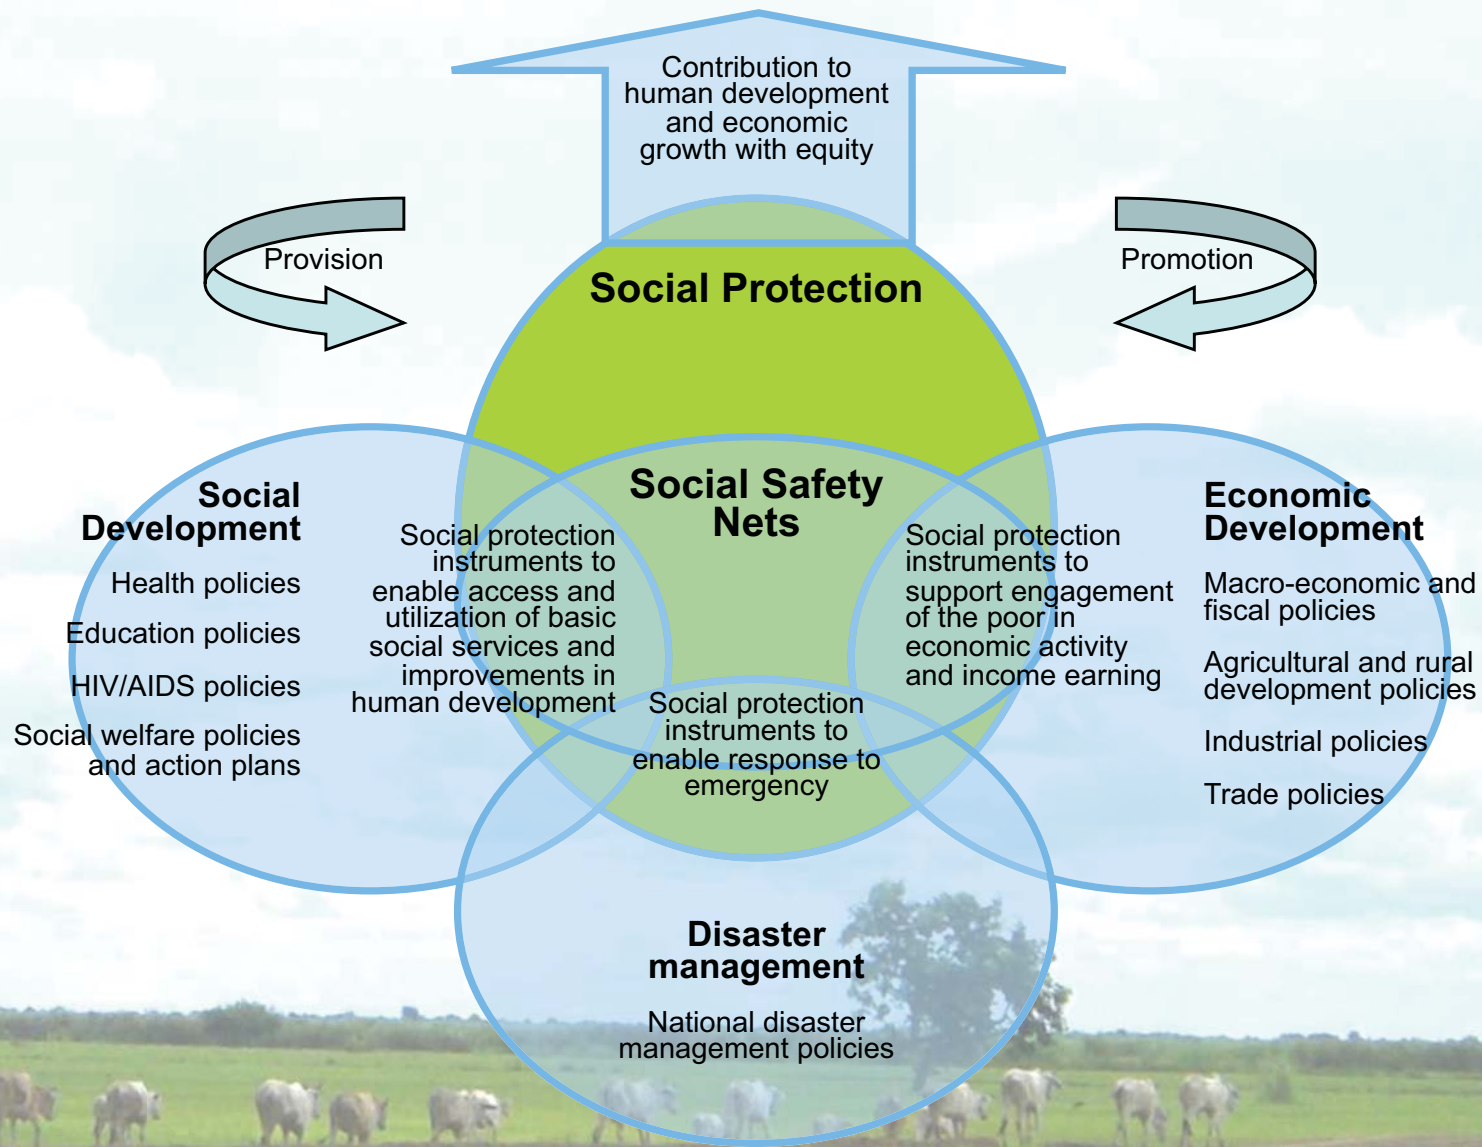 Contribution to
human development
and economic
growth with equity
Provision
Promotion
Social Protection
Social Safety
Nets
Social
Development
Health policies
Education policies
HIV/AIDS policies
Social welfare policies
and action plans
Social protection
instruments to
enable access and
utilization of basic
social services and
improvements in
human development
Social protection
instruments to
support engagement
of the poor in
economic activity
and income earning
Economic
Development
Macro-economic and
fiscal policies
Agricultural and rural
development policies
Industrial policies
Trade policies
Social protection
instruments to
enable response to
emergency
Disaster
management
National disaster
management policies